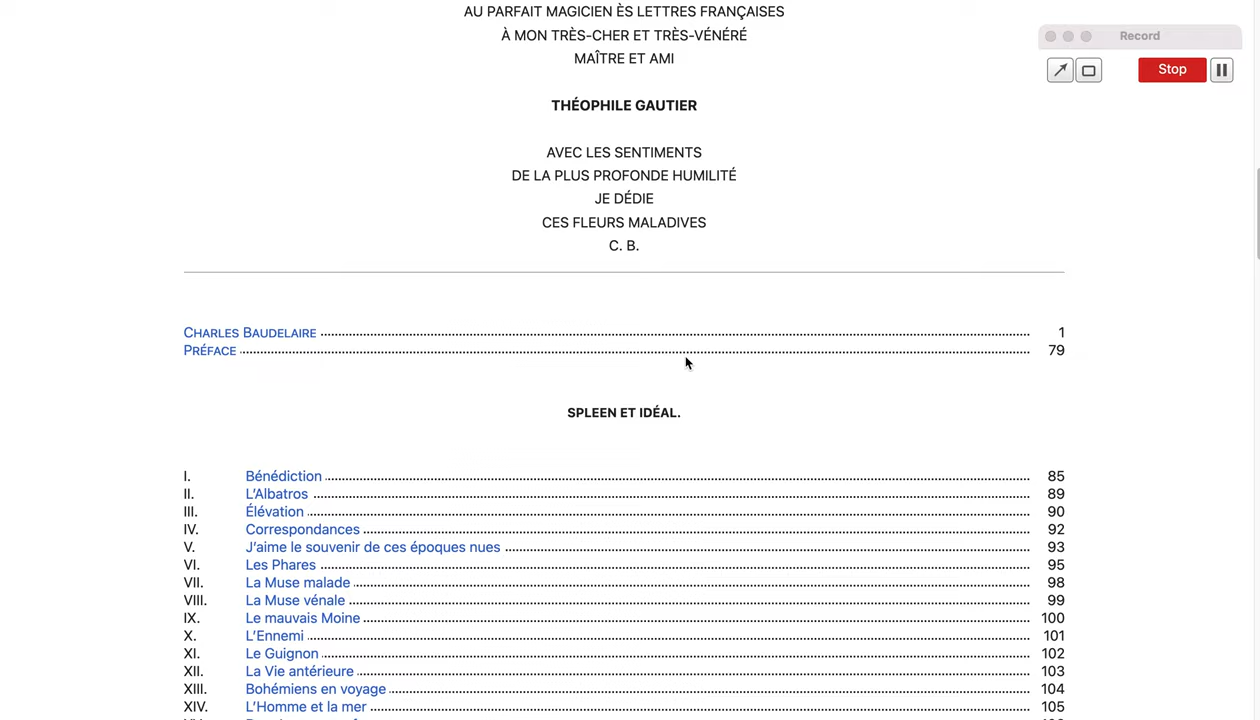 AU PARFAIT MAGICIEN ÈS LETTRES FRANÇAISES
À MON TRÈS-CHER ET TRÈS-VÉNÉRÉ
MAÎTRE ET AMI
THÉOPHILE GAUTIER
AVEC LES SENTIMENTS
DE LA PLUS PROFONDE HUMILITÉ
JE DÉDIE
CES FLEURS MALADIVES
C. B.
Record
Stop
CHARLES BAUDELAIRE 1
PRÉFACE 79
SPLEEN ET IDÉAL.
I. Bénédiction 85
II. L’Albatros 89
III. Élévation 90
IV. Correspondances 92
V. J’aime le souvenir de ces époques nues 93
VI. Les Phares 95
VII. La Muse malade 98
VIII. La Muse vénale 99
IX. Le mauvais Moine 100
X. L’Ennemi 101
XI. Le Guignon 102
XII. La Vie antérieure 103
XIII. Bohémiens en voyage 104
XIV. L’Homme et la mer 105